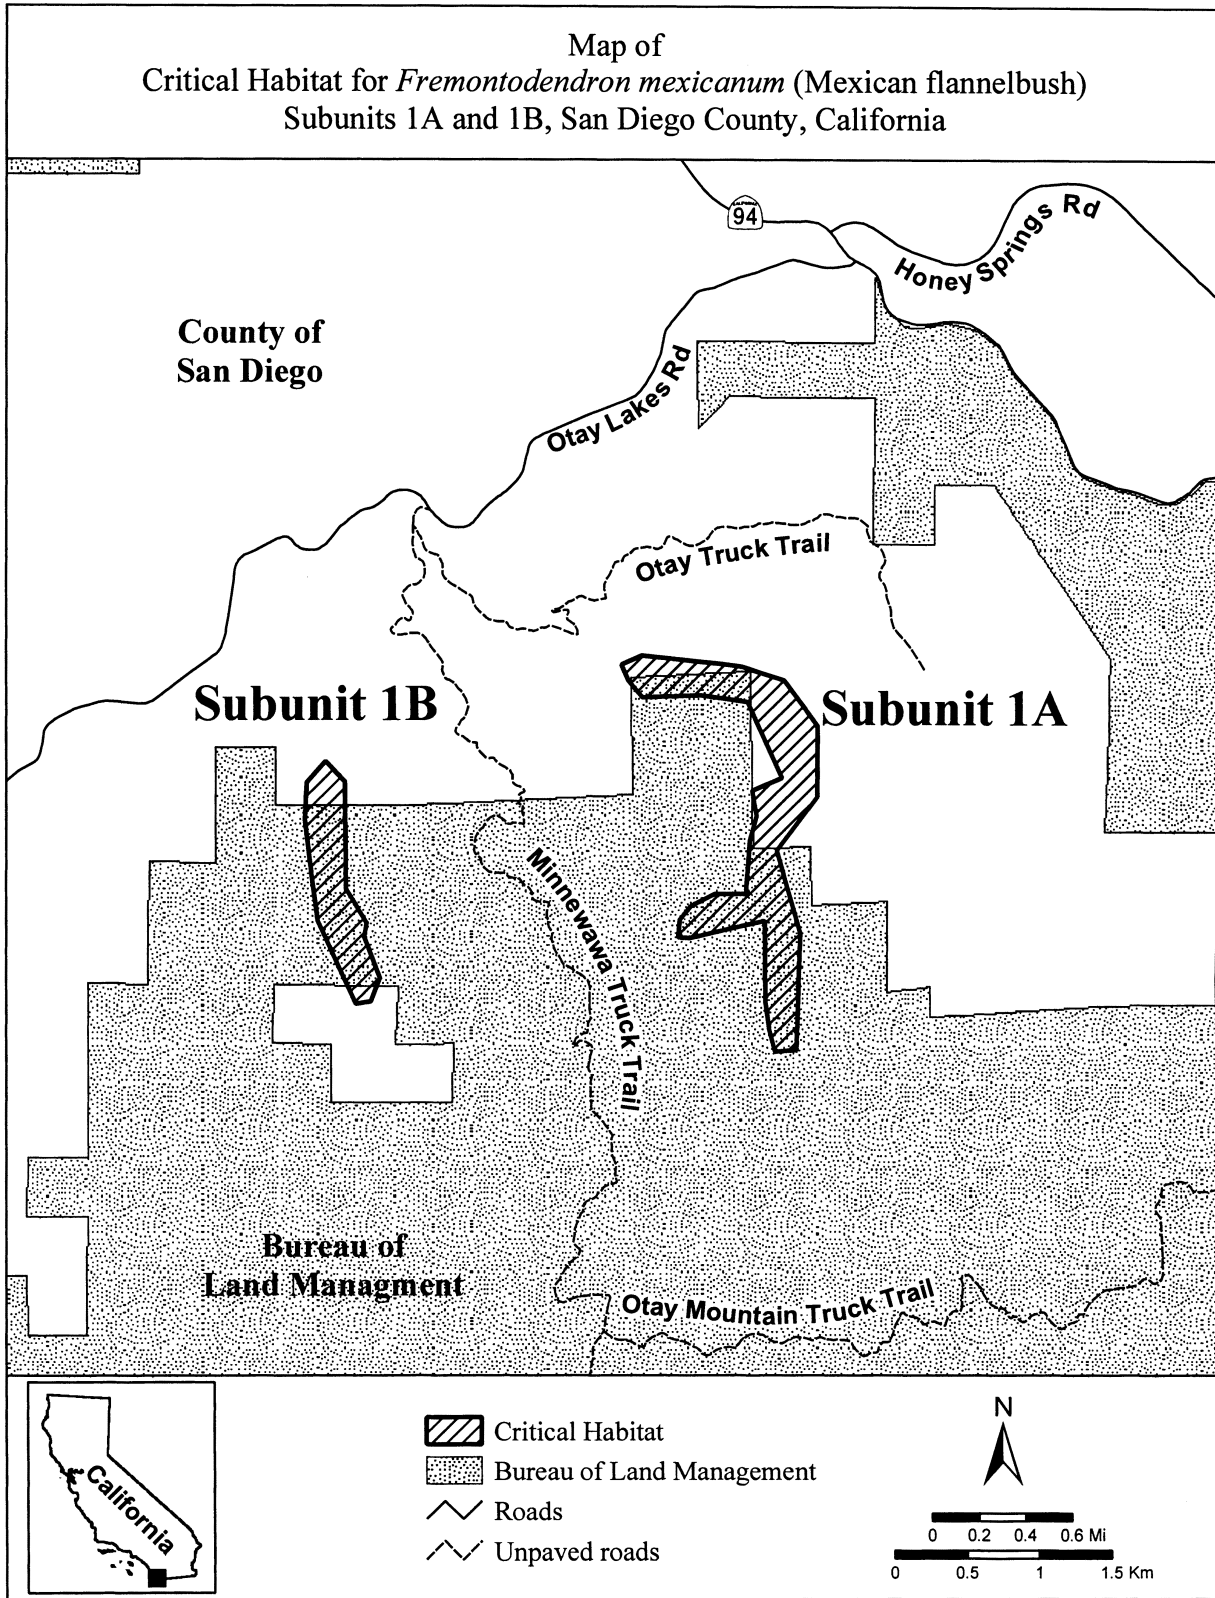 Map of
Critical Habitat for Fremontodendron mexicanum (Mexican flannelbush)
Subunits 1A and 1B, San Diego County, California
94
Honey Springs Rd
County of
San Diego
Otay Lakes Rd
Otay Truck Trail
Subunit 1B
Subunit 1A
Minnewawa Truck Trail
Bureau of
Land Managment
Otay Mountain Truck Trail
California
Critical Habitat
Bureau of Land Management
Roads
Unpaved roads
N
0 0.2 0.4 0.6 Mi
0 0.5 1 1.5 Km